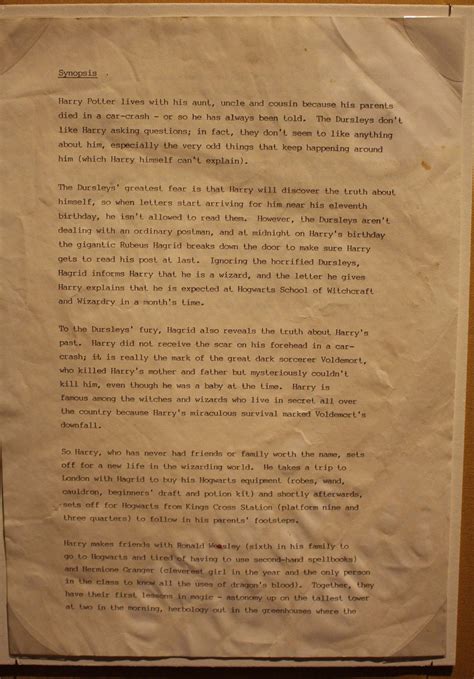 Synopsis.
Harry Potter lives with his aunt, uncle and cousin because his parents
died in a car-crash - or so he has always been told. The Dursleys don't
like Harry asking questions; in fact, they don't seem to like anything
about him, especially the very odd things that keep happening around
him (which Harry himself can't explain).
The Dursleys' greatest fear is that Harry will discover the truth about
himself, so when letters start arriving for him near his eleventh
birthday, he isn't allowed to read them. However, the Dursleys aren't
dealing with an ordinary postman, and at midnight on Harry's birthday
the gigantic Rubeus Hagrid breaks down the door to make sure Harry
gets to read his post at last. Ignoring the horrified Dursleys,
Hagrid informs Harry that he is a wizard, and the letter he gives
Harry explains that he is expected at Hogwarts School of Witchcraft
and Wizardry in a month's time.
To the Dursleys' fury, Hagrid also reveals the truth about Harry's
past. Harry did not receive the scar on his forehead in a car-
crash; it is really the mark of the great dark sorcerer Voldemort,
who killed Harry's mother and father but mysteriously couldn't
kill him, even though he was a baby at the time. Harry is
famous among the witches and wizards who live in secret all over
the country because Harry's miraculous survival marked Voldemort's
downfall.
So Harry, who has never had friends or family worth the name, sets
off for a new life in the wizarding world. He takes a trip to
London with Hagrid to buy his Hogwarts equipment (robes, wand,
cauldron, beginners' draft and potion kit) and shortly afterwards,
sets off for Hogwarts from Kings Cross Station (platform nine and
three quarters) to follow in his parents' footsteps.
Harry makes friends with Ronald Weasley (sixth in his family to
go to Hogwarts and tired of having to use second-hand spellbooks)
and Hermione Granger (cleverest girl in the year and the only person
in the class to know all the uses of dragon's blood). Together, they
have their first lessons in magic - astonomy up on the tallest tower
at two in the morning, herbology out in the greenhouses where the